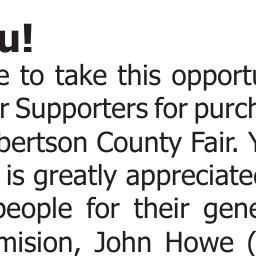 u!
e to take this opportu
r Supporters for purch
bertson County Fair. Y
is greatly appreciated
people for their gene
mision, John Howe (